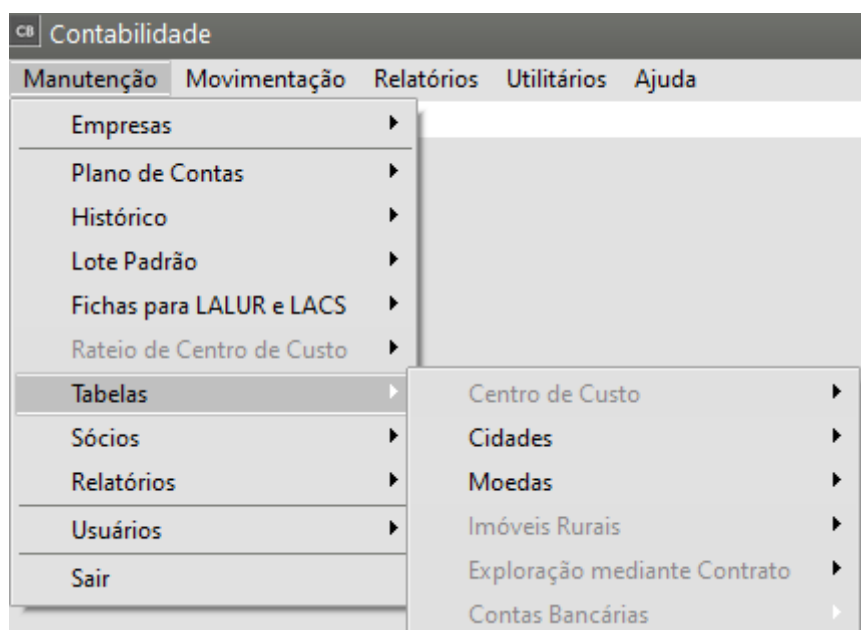 CB Contabilidade
Manutenção Movimentação Relatórios Utilitários Ajuda
Empresas
Plano de Contas
Histórico
Lote Padrão
Fichas para LALUR e LACS
Rateio de Centro de Custo
Tabelas
Sócios
Relatórios
Usuários
Sair
Centro de Custo
Cidades
Moedas
Imóveis Rurais
Exploração mediante Contrato
Contas Bancárias